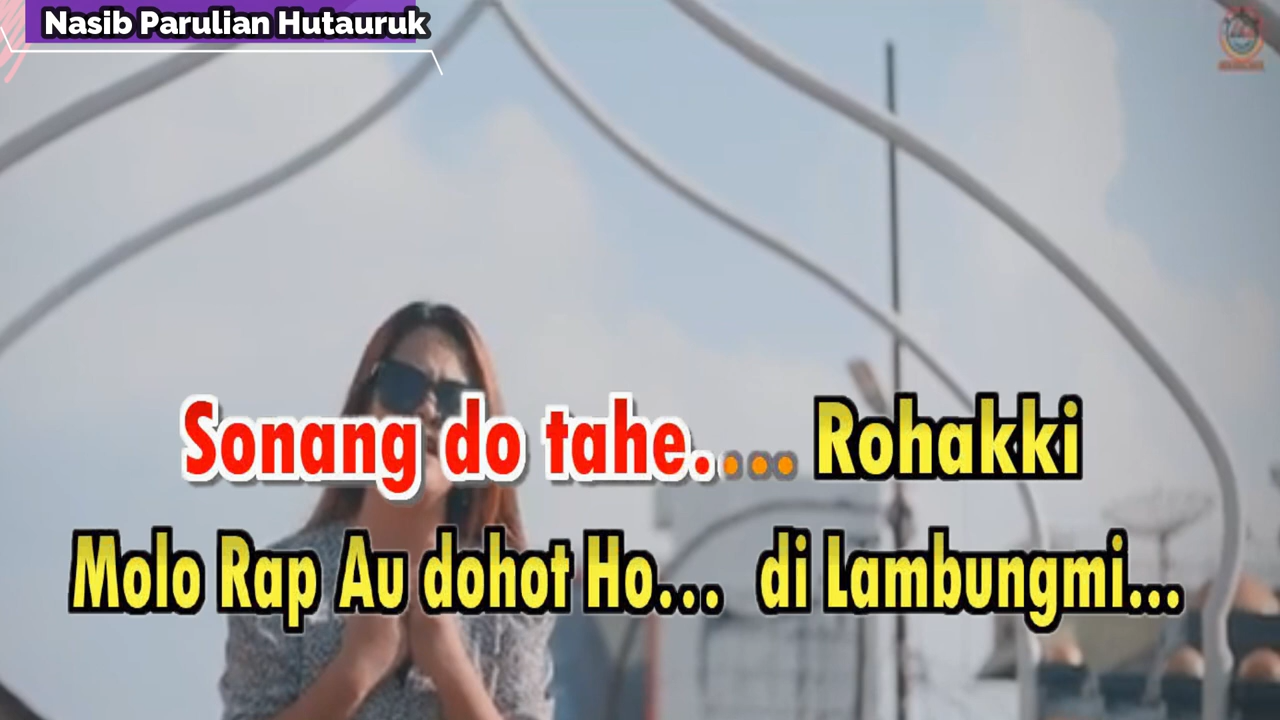 Nasib Parulian Hutauruk
Sonang do tahe.... Rohakki
Molo Rap Au dohot Ho... di Lambungmi...